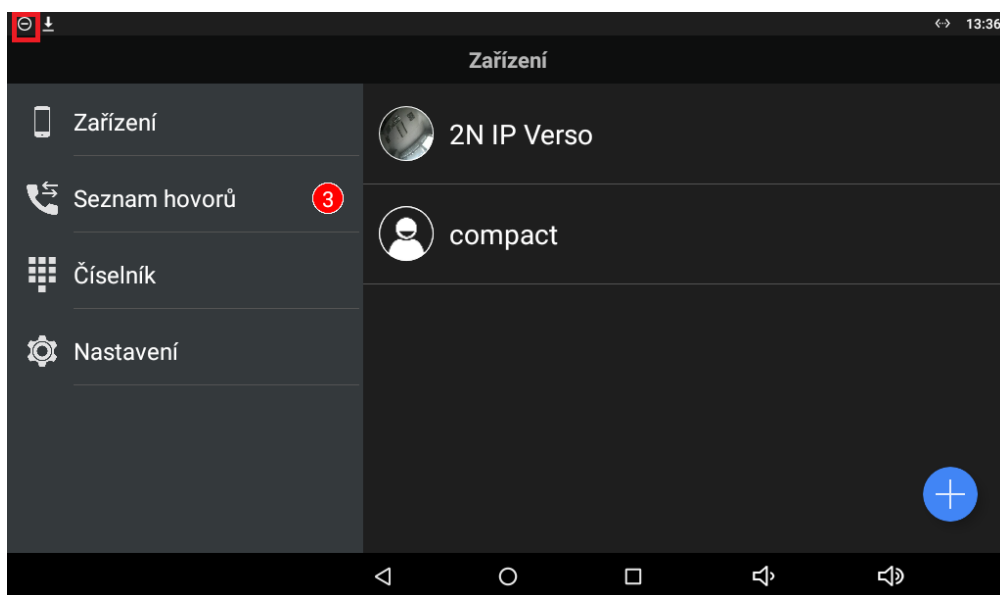 13:36
Zařízení
Zařízení
Seznam hovorů 3
Číselník
Nastavení
2N IP Verso
compact